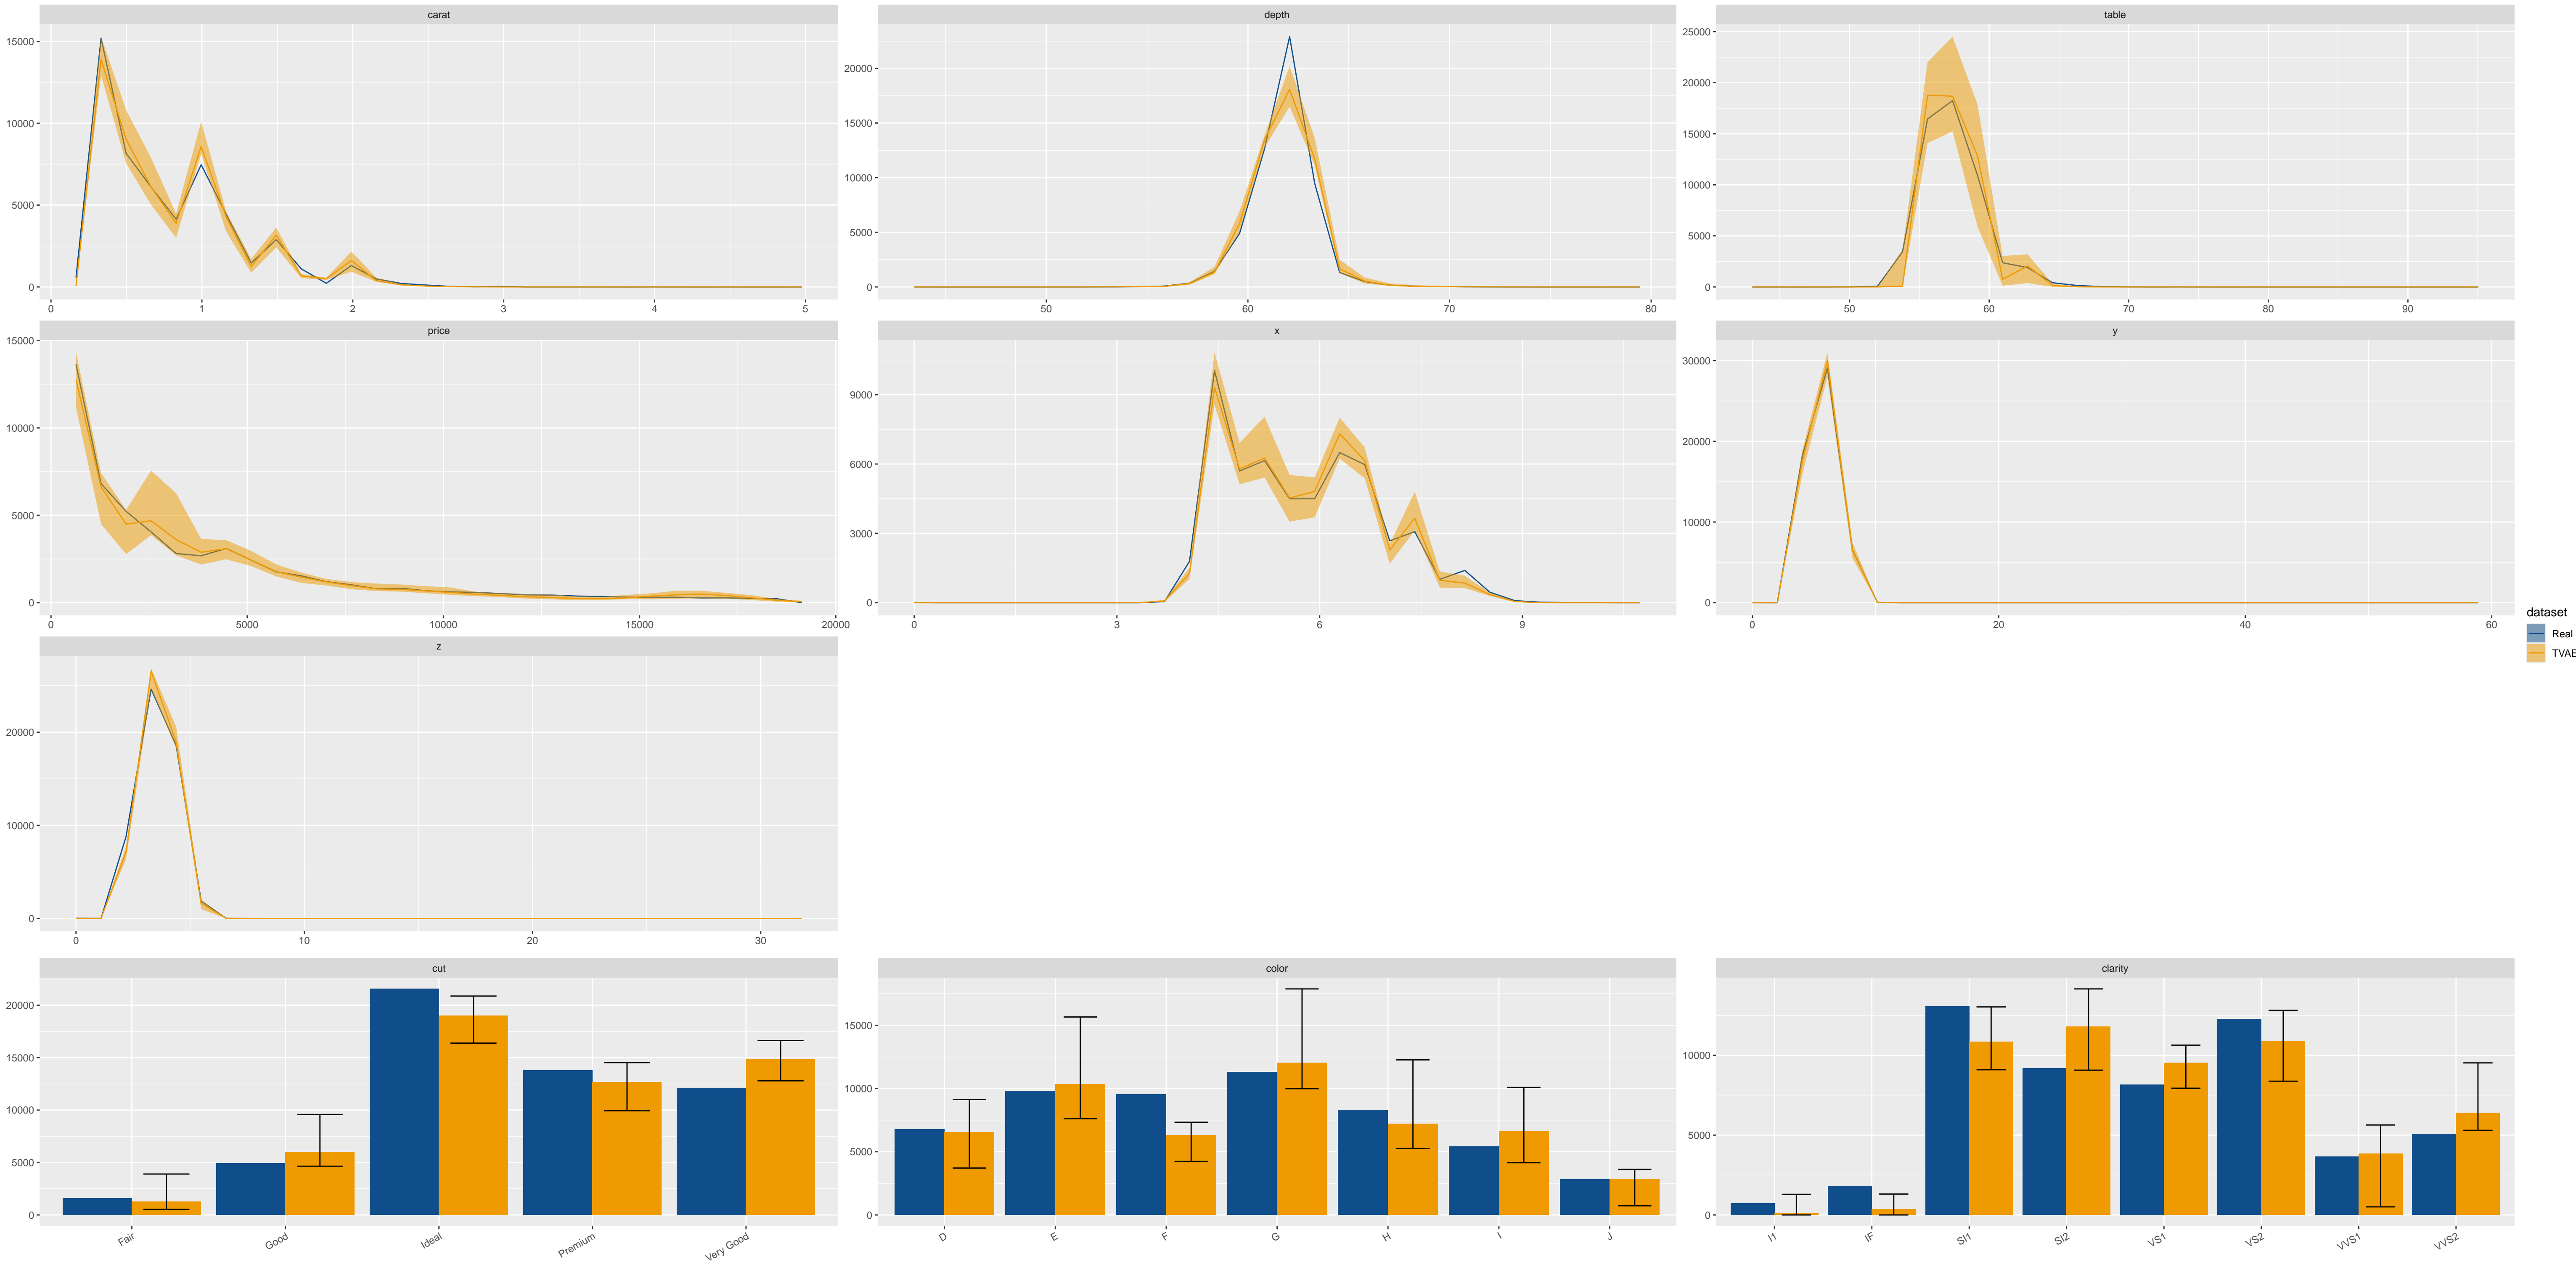 carat
depth
table
15000
10000
5000
0
0 1 2 3 4 5
20000
15000
10000
5000
0
50 60 70 80
25000
20000
15000
10000
5000
0
50 60 70 80 90
price
x
y
15000
10000
5000
0
0 5000 10000 15000 20000
9000
6000
3000
0
0 3 6 9
30000
20000
10000
0
0 20 40 60
dataset
Real
TVAE
z
20000
10000
0
0 10 20 30
cut
color
clarity
20000
15000
10000
5000
0
Fair Good Ideal Premium Very Good
15000
10000
5000
0
D E F G H I J
10000
5000
0
I1 IF SI1 SI2 VS1 VS2 VVS1 VVS2